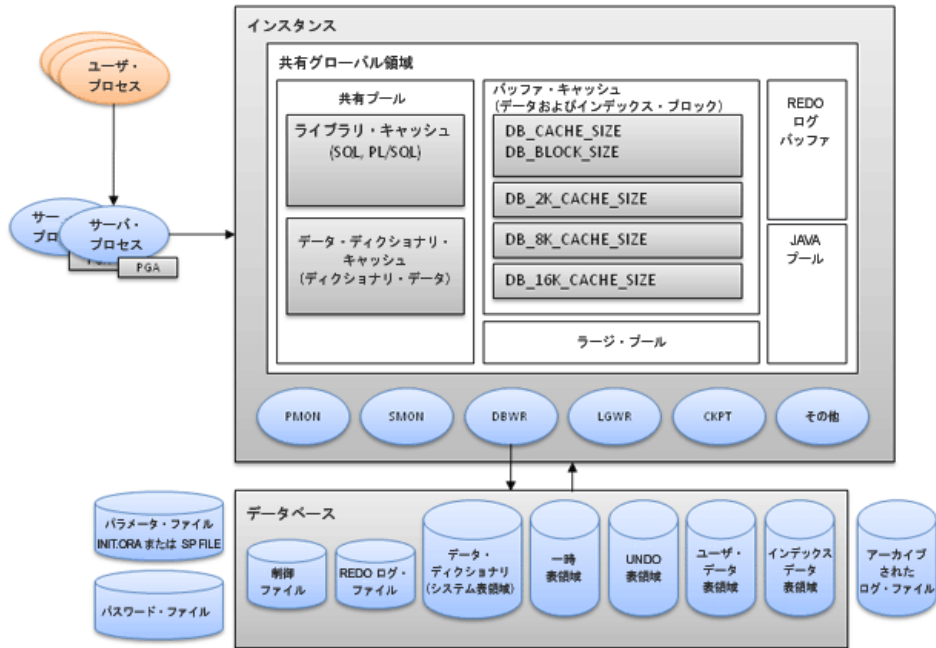 インスタンス
ユーザ・
プロセス
共有グローバル領域
共有プール
ライブラリ・キャッシュ
(SQL, PL/SQL)
データ・ディクショナリ・
キャッシュ
(ディクショナリ・データ)
バッファ・キャッシュ
(データおよびインデックス・ブロック)
DB_CACHE_SIZE
DB_BLOCK_SIZE
DB_2K_CACHE_SIZE
DB_8K_CACHE_SIZE
DB_16K_CACHE_SIZE
ラージ・プール
REDO
ログ
バッファ
JAVA
プール
サー
プロ
サーバ・
プロセス
PGA
PMON
SMON
DBWR
LGWR
CKPT
その他
パラメータ・ファイル
INIT.ORA または SP FILE
パスワード・ファイル
データベース
制御
ファイル
REDO ログ・
ファイル
データ・
ディクショナリ
(システム表領域)
一時
表領域
UNDO
表領域
ユーザ・
データ
表領域
インデックス
データ
表領域
アーカイブ
された
ログ・ファイル